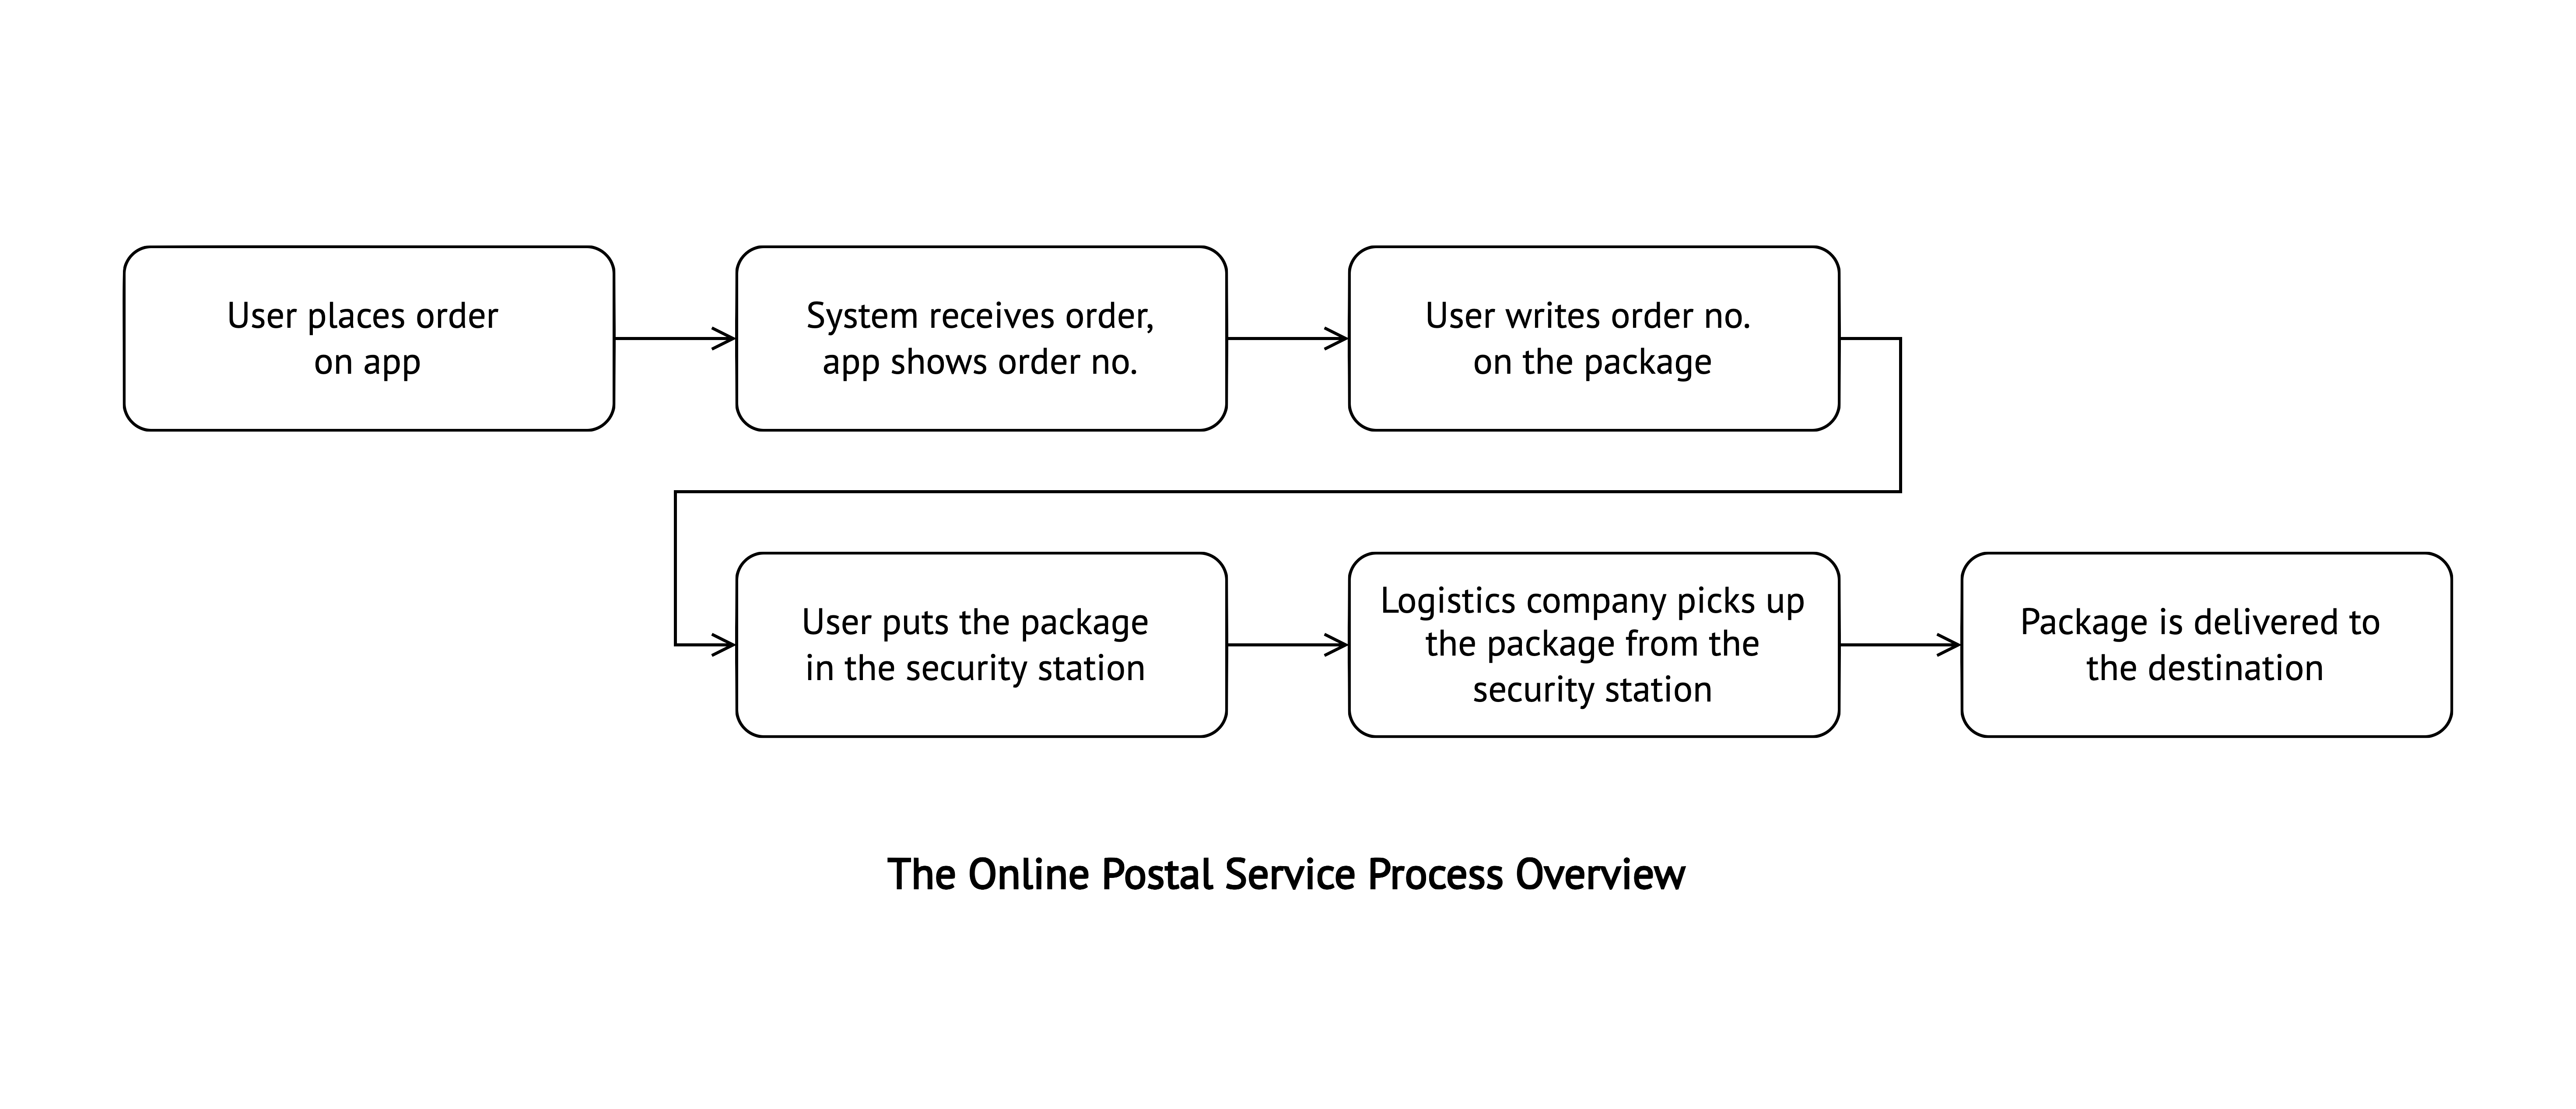 User places order
on app
System receives order,
app shows order no.
User writes order no.
on the package
User puts the package
in the security station
Logistics company picks up
the package from the
security station
Package is delivered to
the destination
The Online Postal Service Process Overview